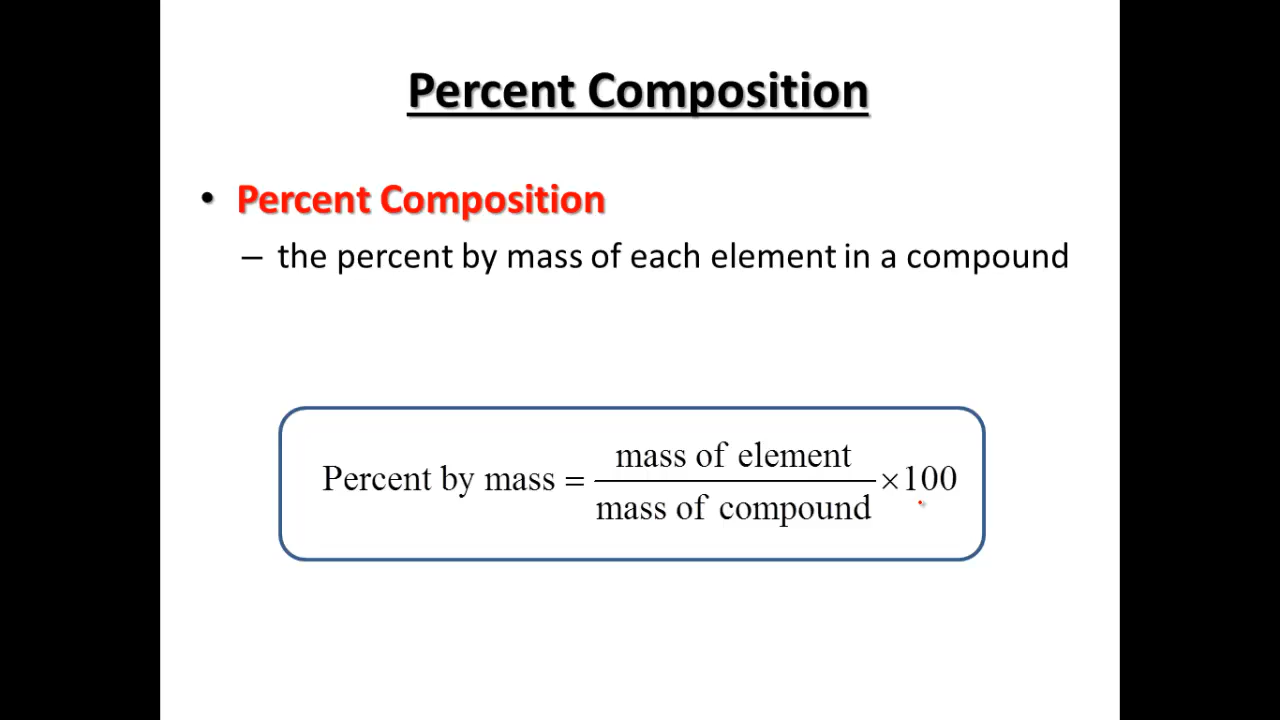 Percent Composition
• Percent Composition
– the percent by mass of each element in a compound
Percent by mass = mass of element / mass of compound ×100